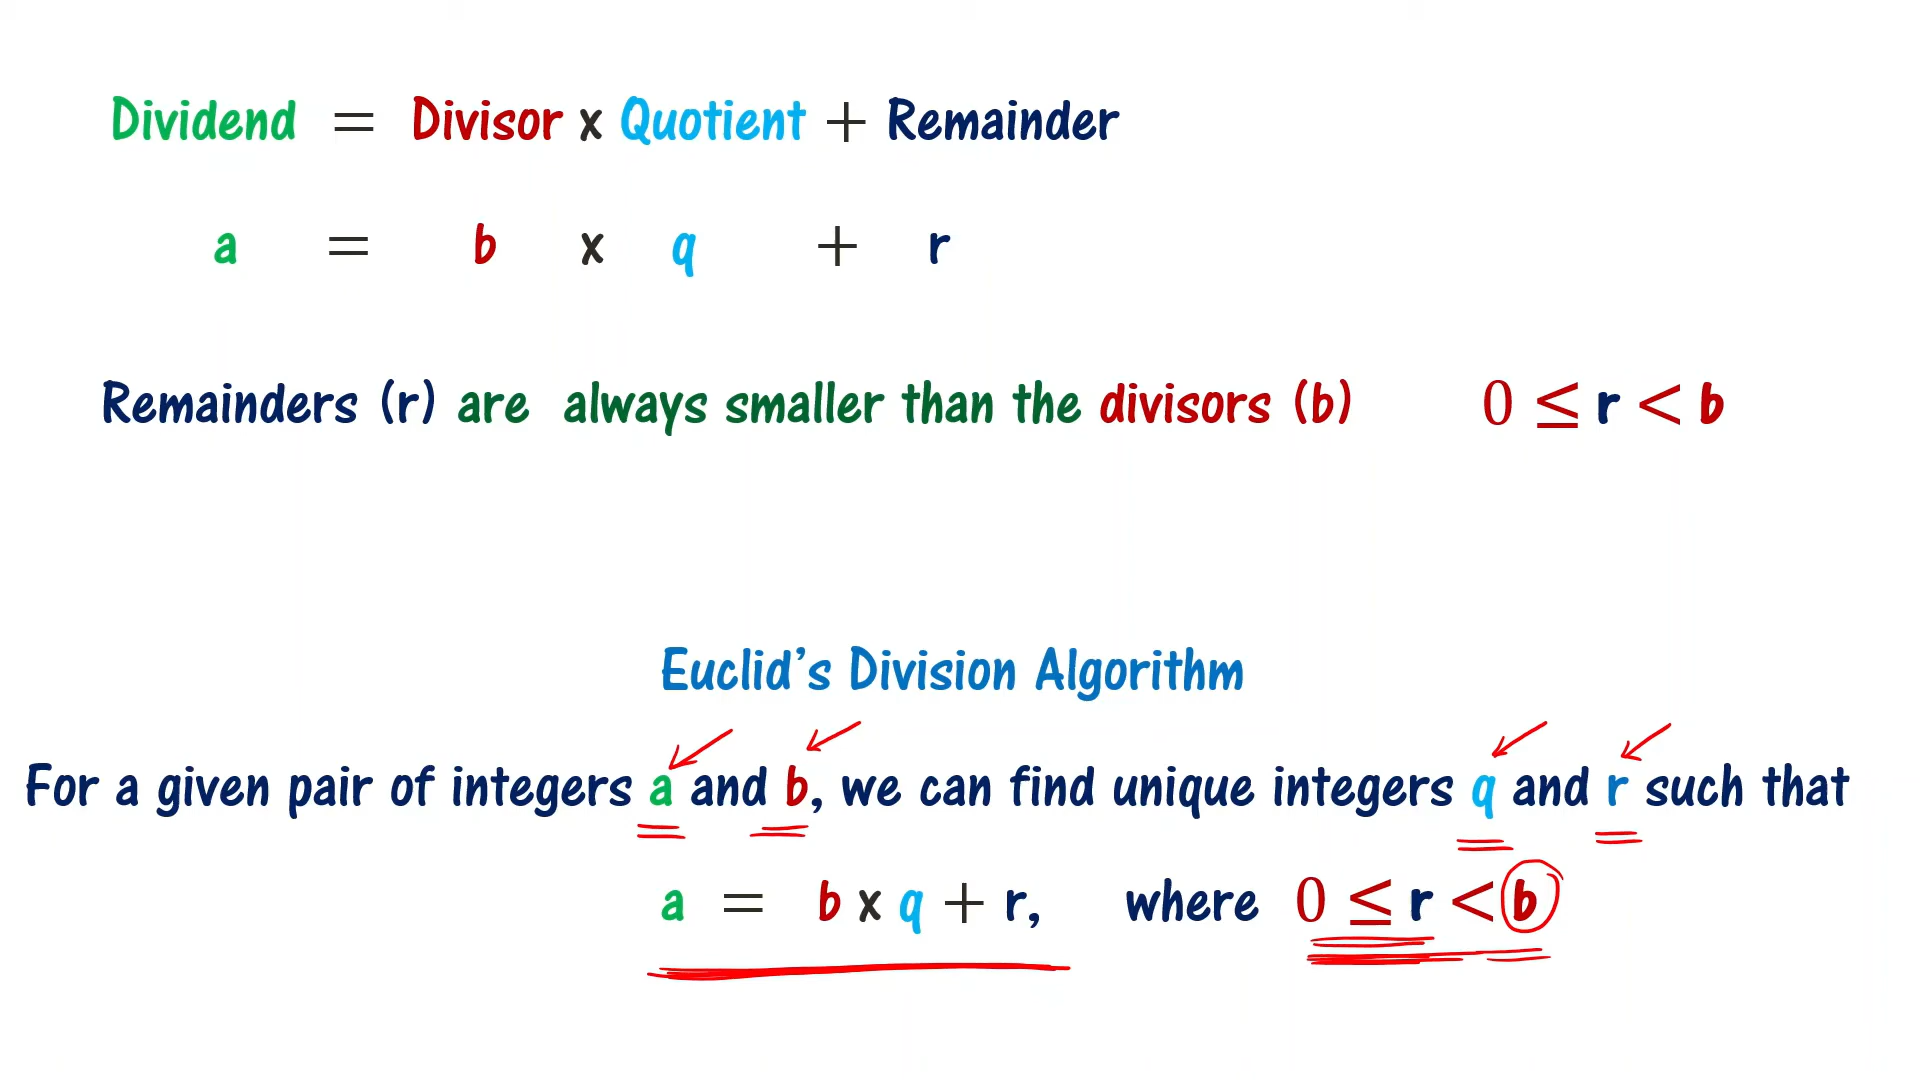 Dividend = Divisor x Quotient + Remainder
a = b x q + r
Remainders (r) are always smaller than the divisors (b) 0 ≤ r < b
Euclid's Division Algorithm
For a given pair of integers a and b, we can find unique integers q and r such that
a = b x q + r, where 0 ≤ r < b